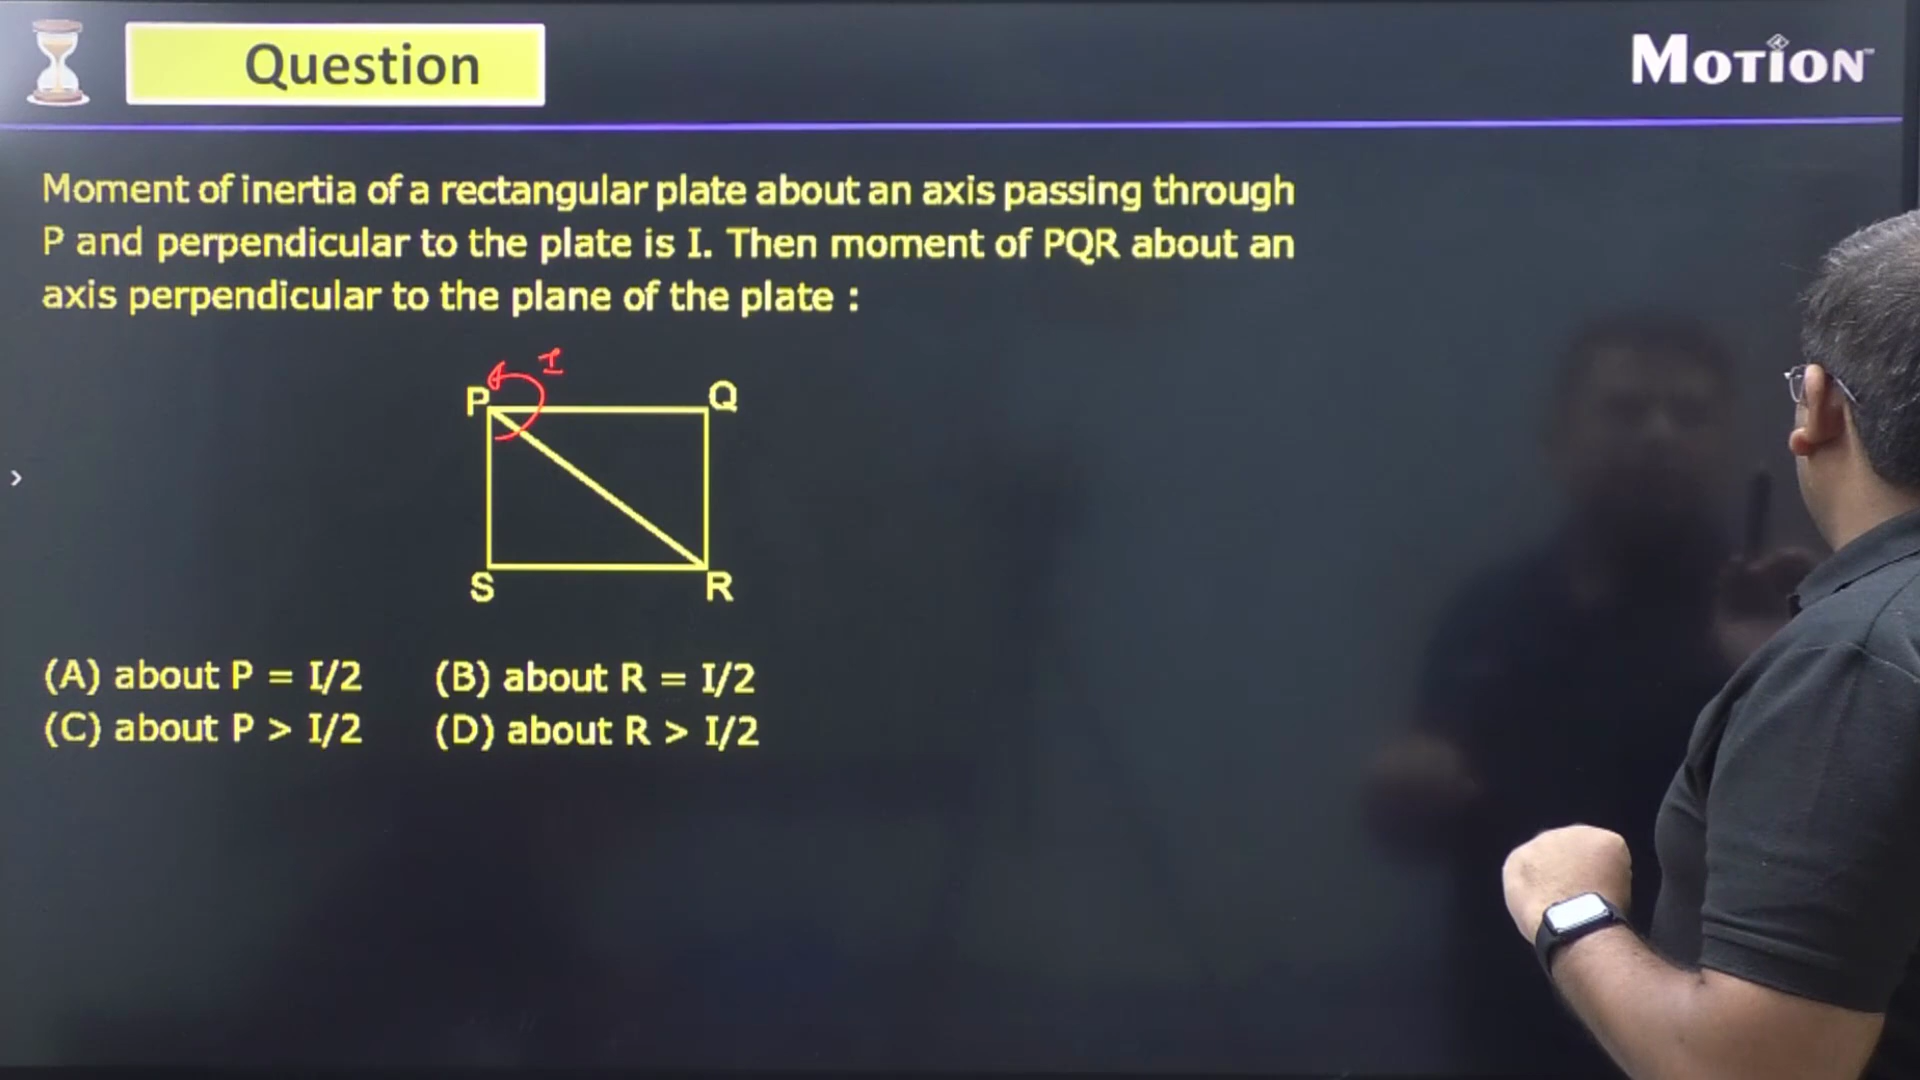 Question
MOTION™
Moment of inertia of a rectangular plate about an axis passing through
P and perpendicular to the plate is I. Then moment of PQR about an
axis perpendicular to the plane of the plate :
I
P
Q
S
R
(A) about P = I/2 (B) about R = I/2
(C) about P > I/2 (D) about R > I/2